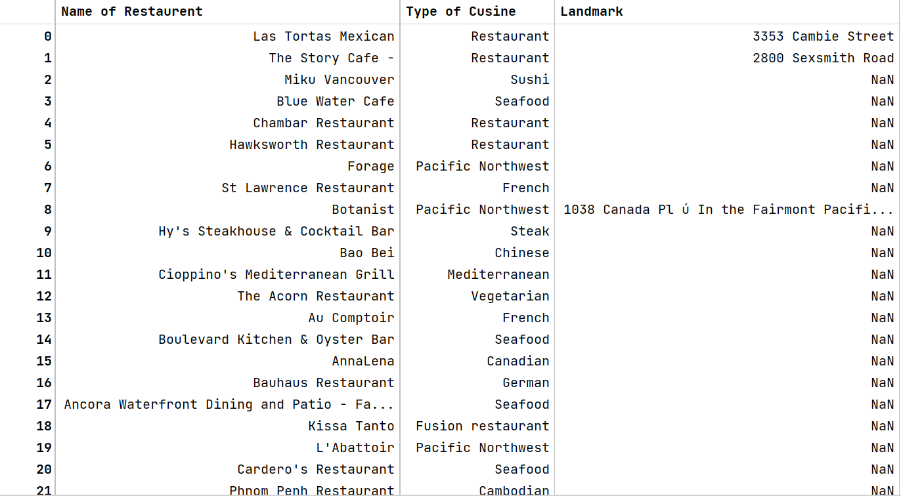 Name of Restaurent Type of Cusine Landmark
0 Las Tortas Mexican Restaurant 3353 Cambie Street
1 The Story Cafe - Restaurant 2800 Sexsmith Road
2 Miku Vancouver Sushi NaN
3 Blue Water Cafe Seafood NaN
4 Chambar Restaurant Restaurant NaN
5 Hawksworth Restaurant Restaurant NaN
6 Forage Pacific Northwest NaN
7 St Lawrence Restaurant French NaN
8 Botanist Pacific Northwest 1038 Canada Pl ú In the Fairmont Pacifi...
9 Hy's Steakhouse & Cocktail Bar Steak NaN
10 Bao Bei Chinese NaN
11 Cioppino's Mediterranean Grill Mediterranean NaN
12 The Acorn Restaurant Vegetarian NaN
13 Au Comptoir French NaN
14 Boulevard Kitchen & Oyster Bar Seafood NaN
15 AnnaLena Canadian NaN
16 Bauhaus Restaurant German NaN
17 Ancora Waterfront Dining and Patio - Fa... Seafood NaN
18 Kissa Tanto Fusion restaurant NaN
19 L'Abattoir Pacific Northwest NaN
20 Cardero's Restaurant Seafood NaN
21 Phnom Penh Restaurant Cambodian NaN